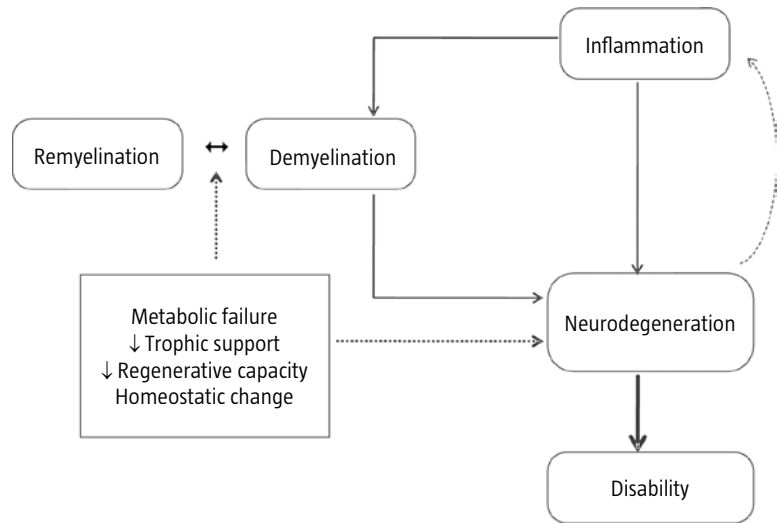 Inflammation
Remyelination
Demyelination
Metabolic failure
↓ Trophic support
↓ Regenerative capacity
Homeostatic change
Neurodegeneration
Disability